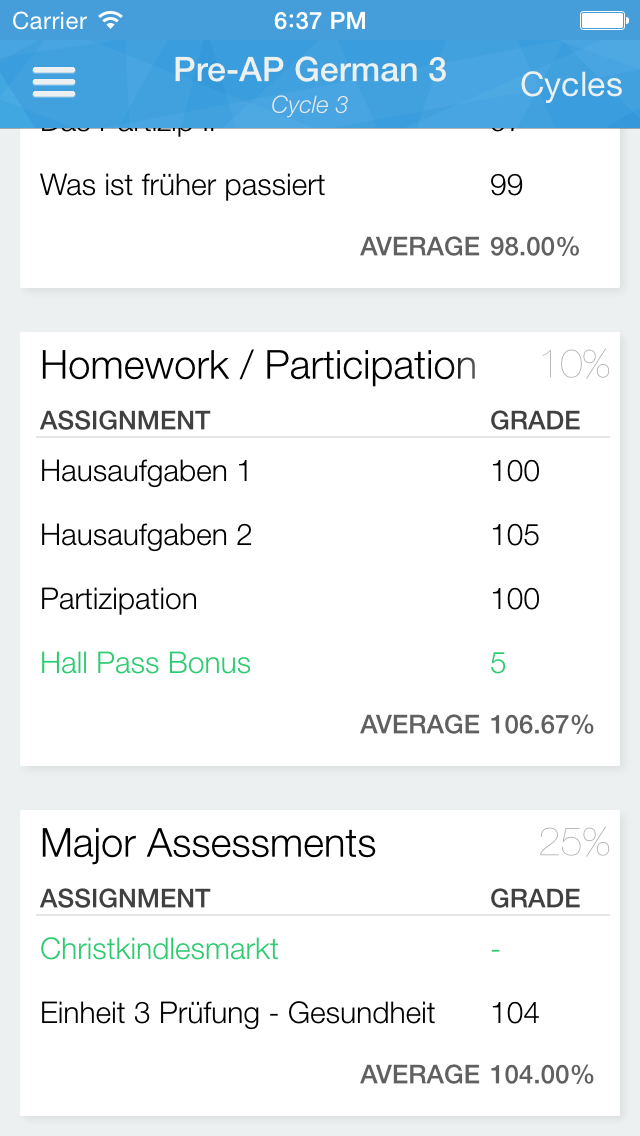 Carrier 6:37 PM
Pre-AP German 3
Cycles
Cycle 3
Was ist früher passiert 99
AVERAGE 98.00%
Homework / Participation 10%
ASSIGNMENT GRADE
Hausaufgaben 1 100
Hausaufgaben 2 105
Partizipation 100
Hall Pass Bonus 5
AVERAGE 106.67%
Major Assessments 25%
ASSIGNMENT GRADE
Christkindlesmarkt -
Einheit 3 Prüfung - Gesundheit 104
AVERAGE 104.00%